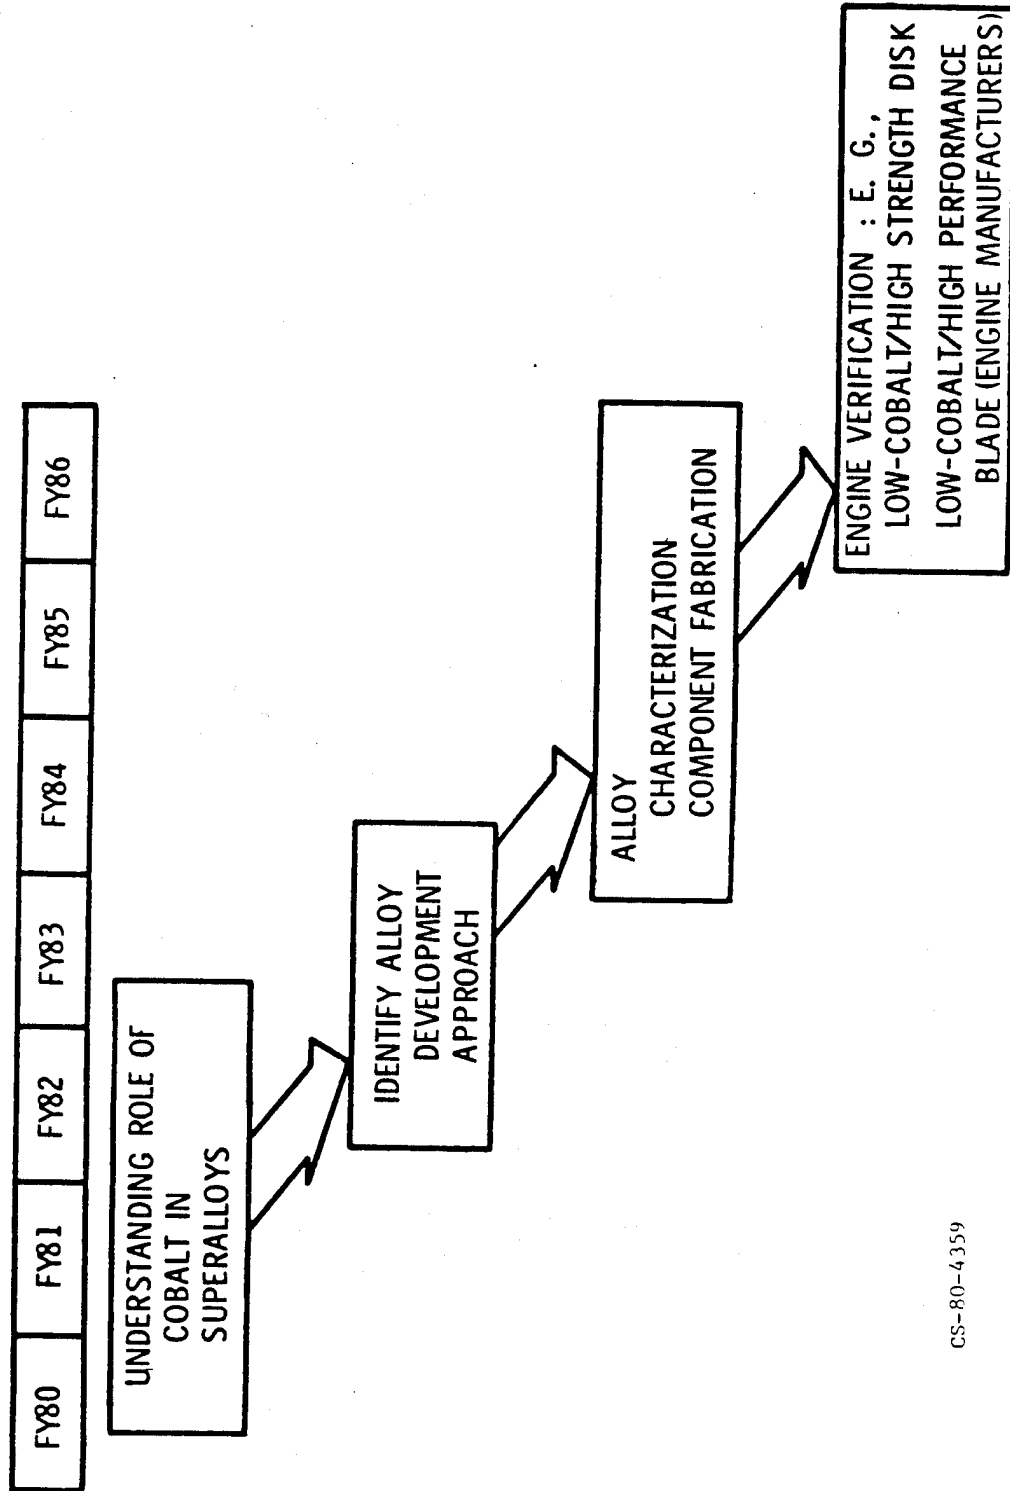 FY80 FY81 FY82 FY83 FY84 FY85 FY86
UNDERSTANDING ROLE OF
COBALT IN
SUPERALLOYS
IDENTIFY ALLOY
DEVELOPMENT
APPROACH
ALLOY
CHARACTERIZATION
COMPONENT FABRICATION
ENGINE VERIFICATION : E. G.,
LOW-COBALT/HIGH STRENGTH DISK
LOW-COBALT/HIGH PERFORMANCE
BLADE (ENGINE MANUFACTURERS)
CS-80-4359